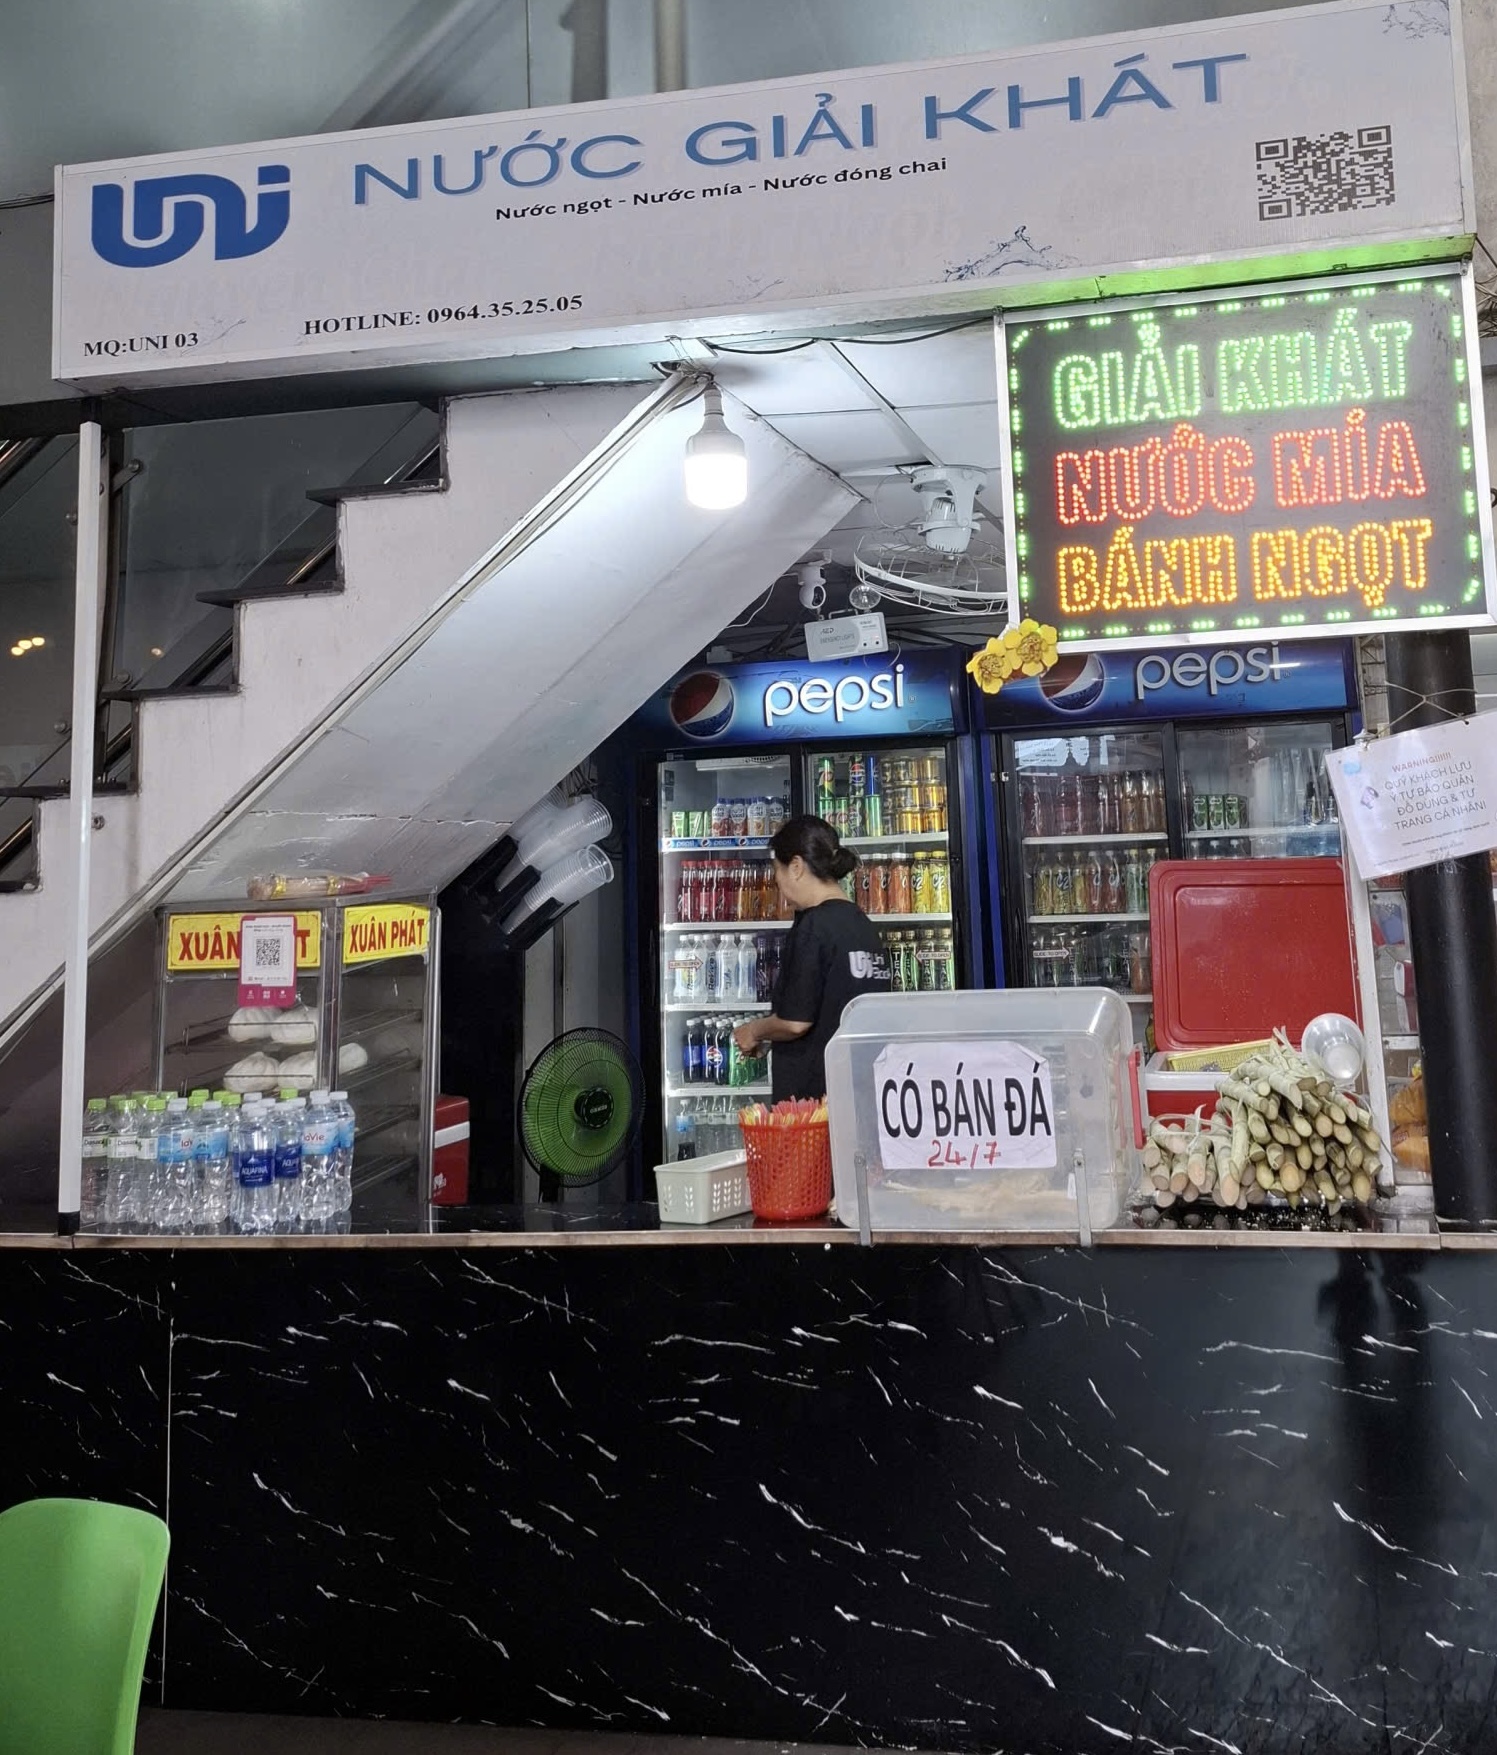 UNI
NƯỚC GIẢI KHÁT
Nước ngọt - Nước mía - Nước đóng chai
HOTLINE: 0964.35.25.05
MQ:UNI 03
GIẢI KHÁT
NƯỚC MÍA
BÁNH NGỌT
pepsi
pepsi
WARNING!!!!!!
QUÝ KHÁCH LƯU
Ý TỰ BẢO QUẢN
ĐỒ DÙNG & TƯ
TRANG CÁ NHÂN!
XUÂN
XUÂN PHÁT
CÓ BÁN ĐÁ
24/7
AQUAFINA
LaVie